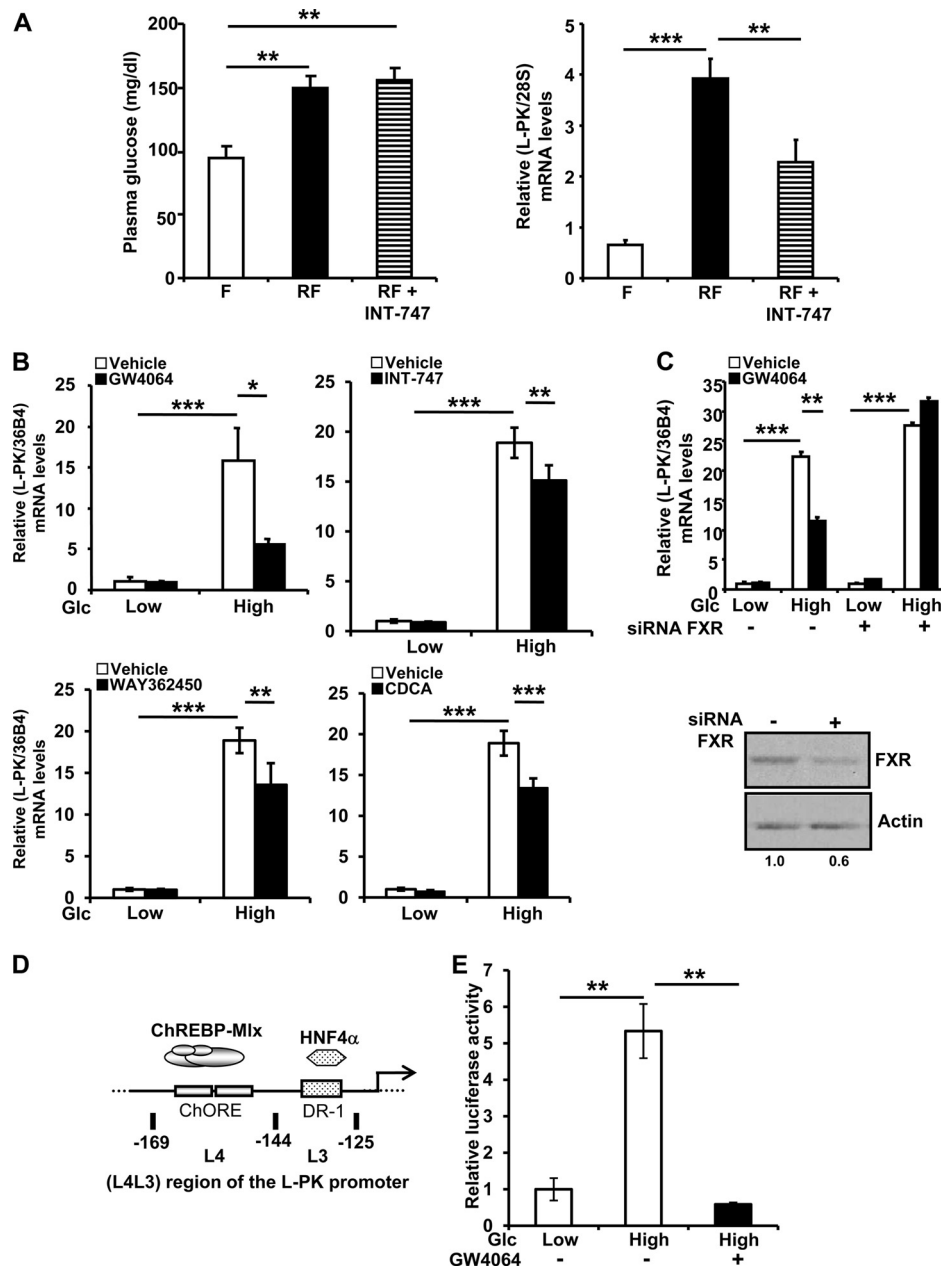 A
Plasma glucose (mg/dl)
200
150
100
50
0
**
**
F
RF
RF +
INT-747
Relative (L-PK/28S)
mRNA levels
5
4
3
2
1
0
***
**
F
RF
RF +
INT-747
B
Vehicle
GW4064
Relative (L-PK/36B4)
mRNA levels
25
20
15
10
5
0
***
*
Glc
Low
High
Vehicle
INT-747
25
20
15
10
5
0
***
**
Low
High
Vehicle
WAY362450
Relative (L-PK/36B4)
mRNA levels
25
20
15
10
5
0
***
**
Glc
Low
High
Vehicle
CDCA
25
20
15
10
5
0
***
***
Low
High
C
Vehicle
GW4064
Relative (L-PK/36B4)
mRNA levels
35
30
25
20
15
10
5
0
***
**
***
Glc Low High Low High
siRNA FXR - - + +
siRNA FXR - +
FXR
Actin
1.0 0.6
D
ChREBP-Mlx
HNF4α
ChORE
DR-1
-169
-144
-125
L4
L3
(L4L3) region of the L-PK promoter
E
Relative luciferase activity
7
6
5
4
3
2
1
0
**
**
Glc Low High High
GW4064 - - +